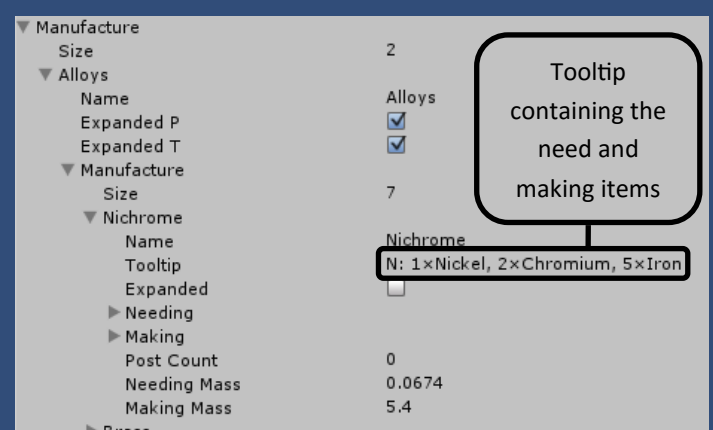 Manufacture
Size 2
Alloys
Name Alloys
Expanded P
Expanded T
Manufacture
Size 7
Nichrome
Name Nichrome
Tooltip N: 1×Nickel, 2×Chromium, 5×Iron
Expanded
Needing
Making
Post Count 0
Needing Mass 0.0674
Making Mass 5.4
Tooltip
containing the
need and
making items